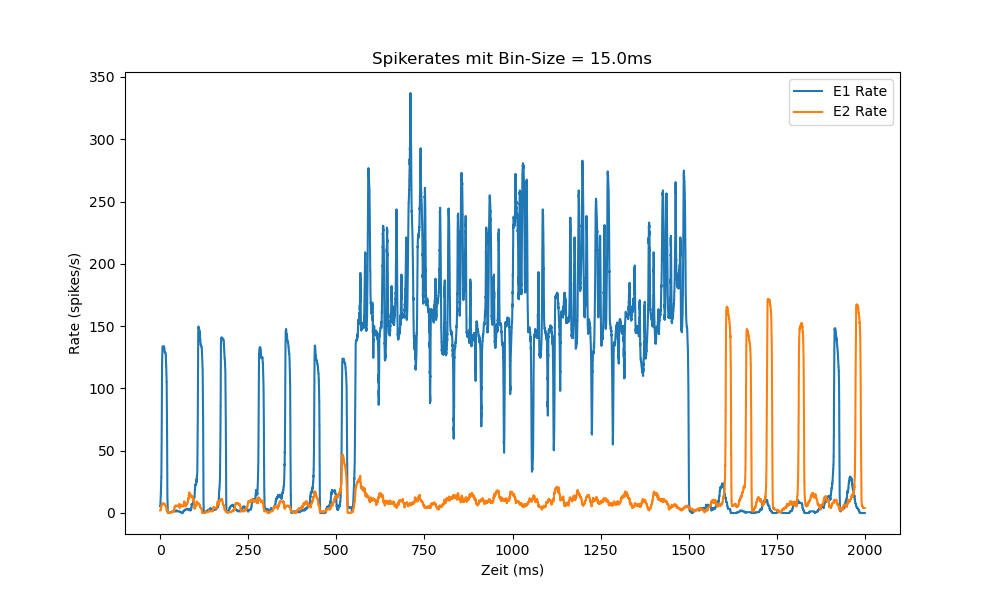 Spikerates mit Bin-Size = 15.0ms
E1 Rate
E2 Rate
Rate (spikes/s)
350
300
250
200
150
100
50
0
0 250 500 750 1000 1250 1500 1750 2000
Zeit (ms)